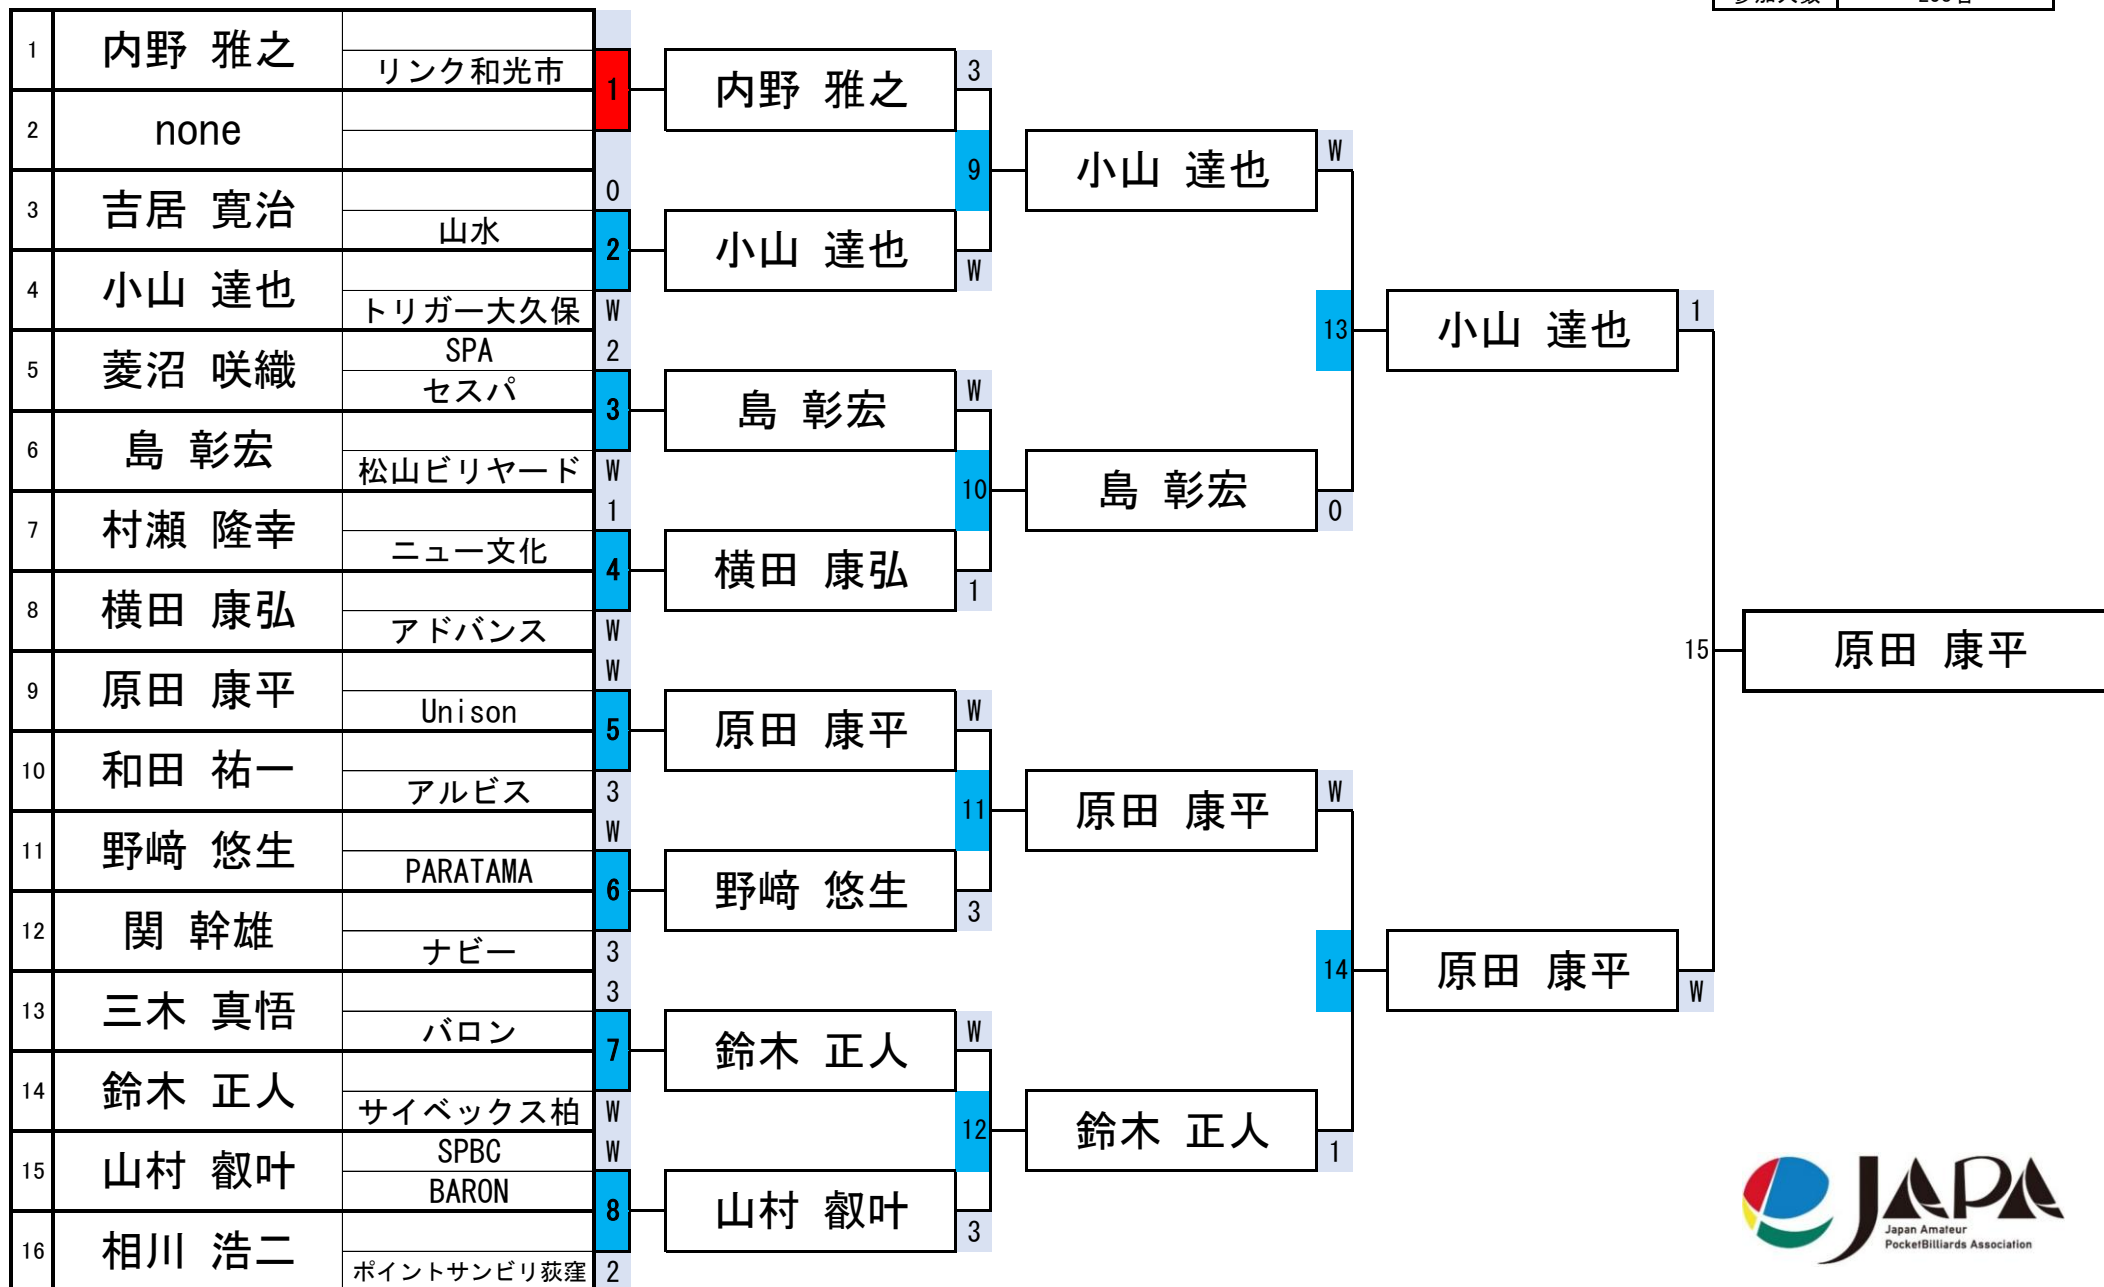 1 内野 雅之 リンク和光市
2 none
3 吉居 寛治 山水 0
4 小山 達也 トリガー大久保 W
5 菱沼 咲織 SPA セスパ 2
6 島 彰宏 松山ビリヤード W
7 村瀬 隆幸 ニュー文化 1
8 横田 康弘 アドバンス W
9 原田 康平 Unison W
10 和田 祐一 アルビス 3
11 野﨑 悠生 PARATAMA W
12 関 幹雄 ナビー 3
13 三木 真悟 バロン 3
14 鈴木 正人 サイベックス柏 W
15 山村 叡叶 SPBC BARON W
16 相川 浩二 ポイントサンビリ荻窪 2
1 内野 雅之 3
2 小山 達也 W
3 島 彰宏 W
4 横田 康弘 1
5 原田 康平 W
6 野﨑 悠生 3
7 鈴木 正人 W
8 山村 叡叶 3
9 小山 達也 W
10 島 彰宏 0
11 原田 康平 W
12 鈴木 正人 1
13 小山 達也 1
14 原田 康平 W
15 原田 康平
JAPA
Japan Amateur
PocketBilliards Association